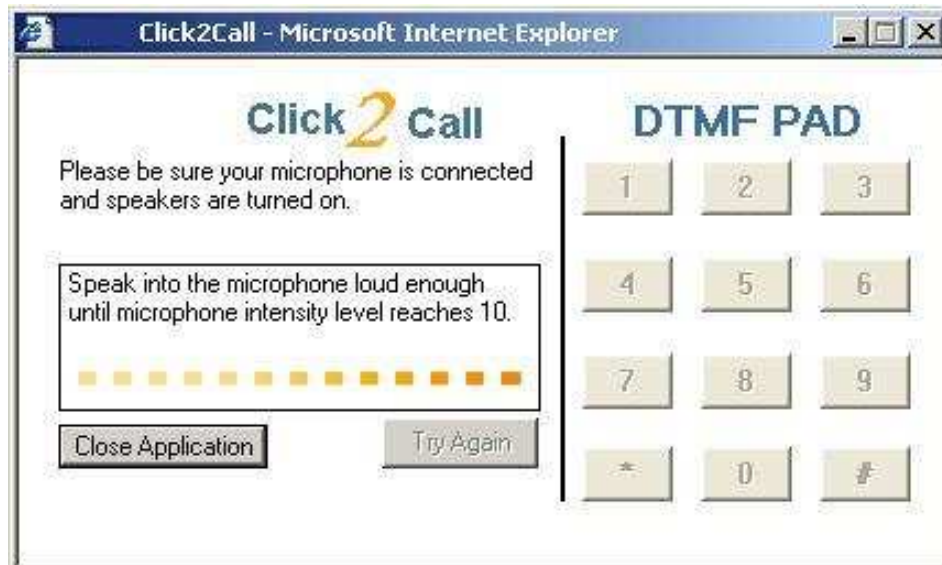 Click2Call - Microsoft Internet Explorer
Click 2 Call
Please be sure your microphone is connected
and speakers are turned on.
Speak into the microphone loud enough
until microphone intensity level reaches 10.
Close Application
Try Again
DTMF PAD
1 2 3
4 5 6
7 8 9
* 0 #